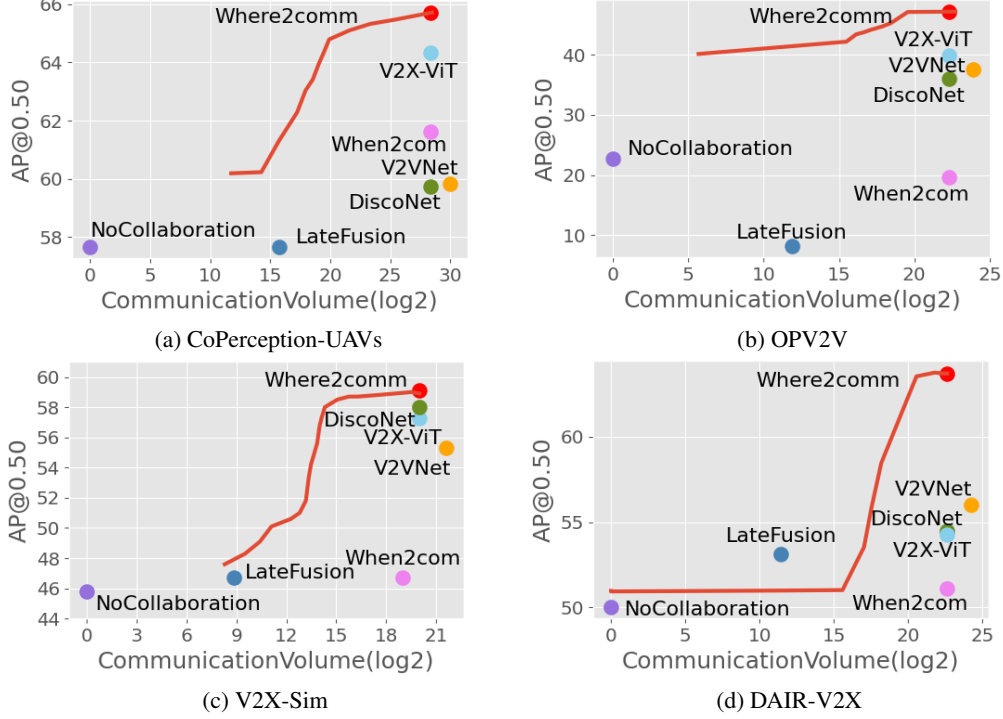 66
64
62
60
58
AP@0.50
Where2comm
V2X-ViT
When2com
V2VNet
DiscoNet
NoCollaboration
LateFusion
0 5 10 15 20 25 30
CommunicationVolume(log2)
(a) CoPerception-UAVs
40
30
20
10
AP@0.50
Where2comm
V2X-ViT
V2VNet
DiscoNet
NoCollaboration
When2com
LateFusion
0 5 10 15 20 25
CommunicationVolume(log2)
(b) OPV2V
60
58
56
54
52
50
48
46
44
AP@0.50
Where2comm
DiscoNet
V2X-ViT
V2VNet
When2com
LateFusion
NoCollaboration
0 3 6 9 12 15 18 21
CommunicationVolume(log2)
(c) V2X-Sim
60
55
50
AP@0.50
Where2comm
V2VNet
DiscoNet
LateFusion
V2X-ViT
When2com
NoCollaboration
0 5 10 15 20 25
CommunicationVolume(log2)
(d) DAIR-V2X